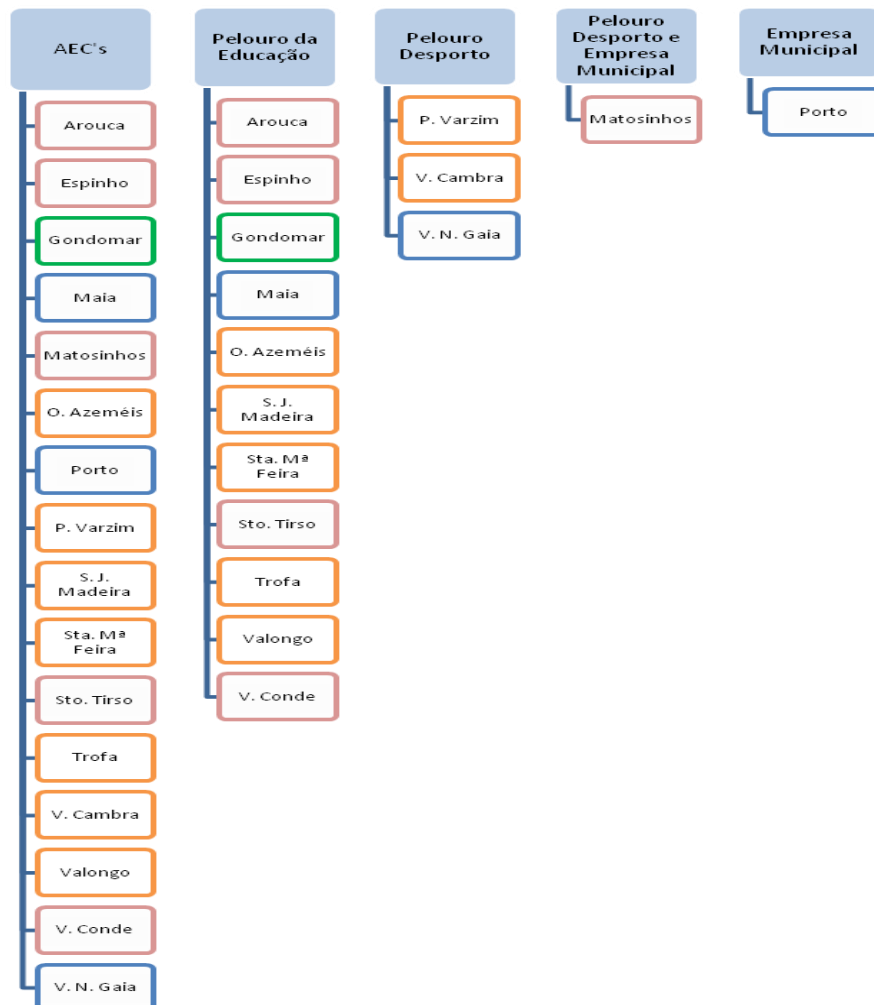 AEC's
Arouca
Espinho
Gondomar
Maia
Matosinhos
O. Azeméis
Porto
P. Varzim
S. J.
Madeira
Sta. Mª
Feira
Sto. Tirso
Trofa
V. Cambra
Valongo
V. Conde
V. N. Gaia
Pelouro da
Educação
Arouca
Espinho
Gondomar
Maia
O. Azeméis
S. J.
Madeira
Sta. Mª
Feira
Sto. Tirso
Trofa
Valongo
V. Conde
Pelouro
Desporto
P. Varzim
V. Cambra
V. N. Gaia
Pelouro
Desporto e
Empresa
Municipal
Matosinhos
Empresa
Municipal
Porto